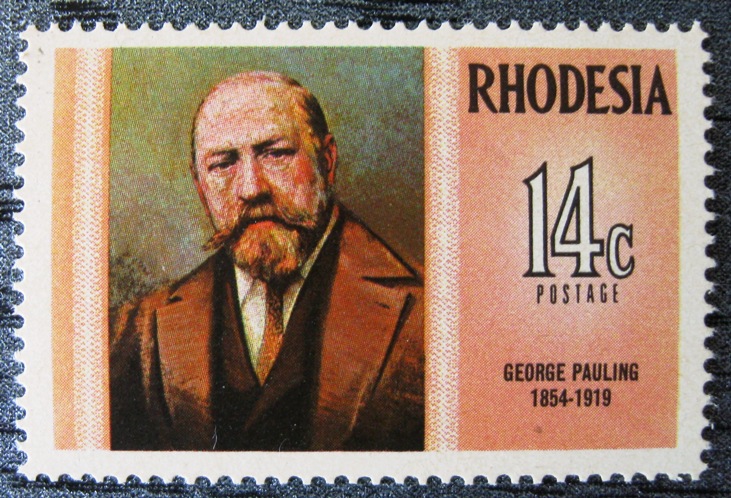 RHODESIA
14c
POSTAGE
GEORGE PAULING
1854-1919